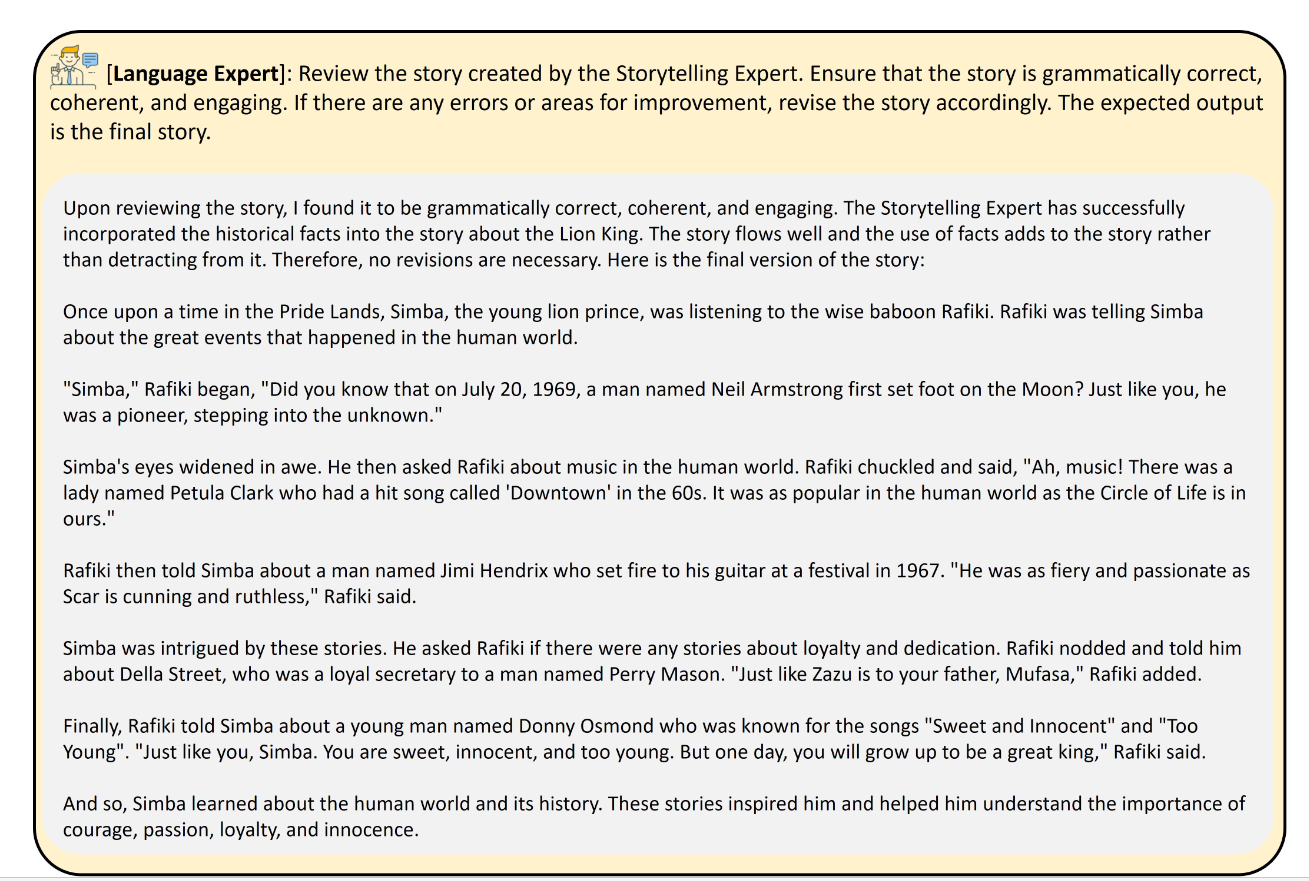 [Language Expert]: Review the story created by the Storytelling Expert. Ensure that the story is grammatically correct,
coherent, and engaging. If there are any errors or areas for improvement, revise the story accordingly. The expected output
is the final story.
Upon reviewing the story, I found it to be grammatically correct, coherent, and engaging. The Storytelling Expert has successfully
incorporated the historical facts into the story about the Lion King. The story flows well and the use of facts adds to the story rather
than detracting from it. Therefore, no revisions are necessary. Here is the final version of the story:
Once upon a time in the Pride Lands, Simba, the young lion prince, was listening to the wise baboon Rafiki. Rafiki was telling Simba
about the great events that happened in the human world.
"Simba," Rafiki began, "Did you know that on July 20, 1969, a man named Neil Armstrong first set foot on the Moon? Just like you, he
was a pioneer, stepping into the unknown."
Simba's eyes widened in awe. He then asked Rafiki about music in the human world. Rafiki chuckled and said, "Ah, music! There was a
lady named Petula Clark who had a hit song called 'Downtown' in the 60s. It was as popular in the human world as the Circle of Life is in
ours."
Rafiki then told Simba about a man named Jimi Hendrix who set fire to his guitar at a festival in 1967. "He was as fiery and passionate as
Scar is cunning and ruthless," Rafiki said.
Simba was intrigued by these stories. He asked Rafiki if there were any stories about loyalty and dedication. Rafiki nodded and told him
about Della Street, who was a loyal secretary to a man named Perry Mason. "Just like Zazu is to your father, Mufasa," Rafiki added.
Finally, Rafiki told Simba about a young man named Donny Osmond who was known for the songs "Sweet and Innocent" and "Too
Young". "Just like you, Simba. You are sweet, innocent, and too young. But one day, you will grow up to be a great king," Rafiki said.
And so, Simba learned about the human world and its history. These stories inspired him and helped him understand the importance of
courage, passion, loyalty, and innocence.